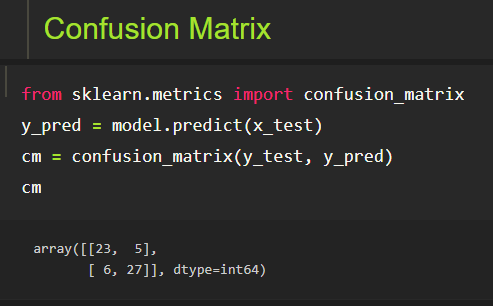 Confusion Matrix
from sklearn.metrics import confusion_matrix
y_pred = model.predict(x_test)
cm = confusion_matrix(y_test, y_pred)
cm
array([[23,  5],
       [ 6, 27]], dtype=int64)